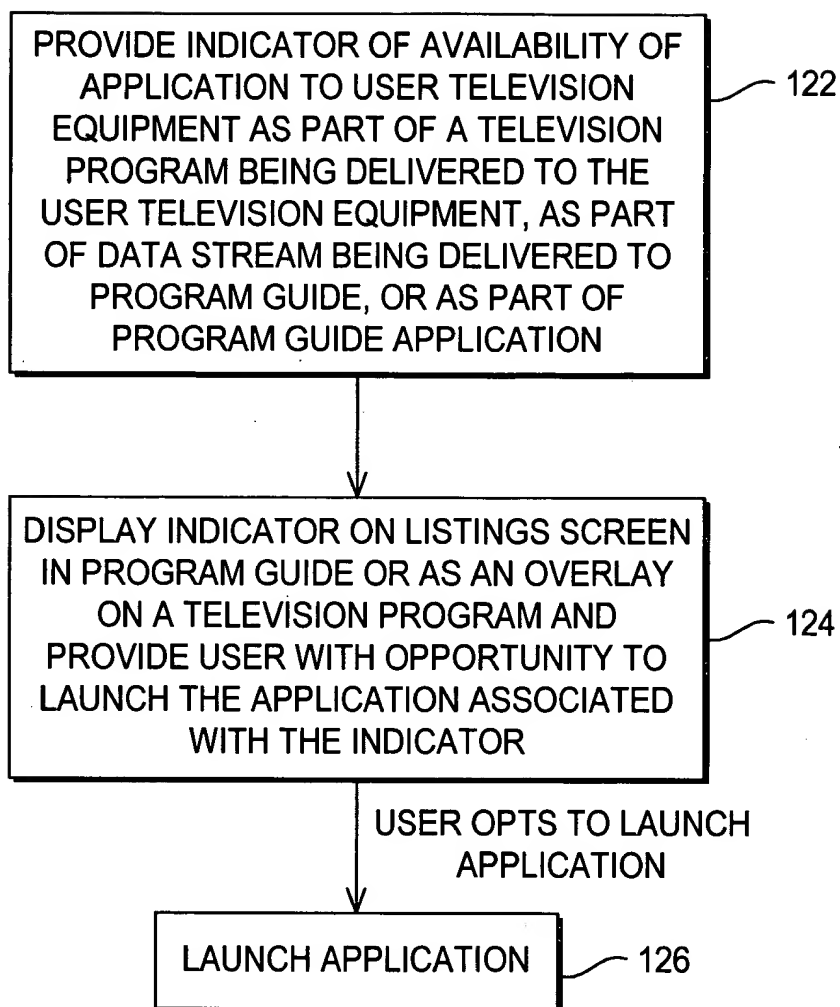 PROVIDE INDICATOR OF AVAILABILITY OF
APPLICATION TO USER TELEVISION
EQUIPMENT AS PART OF A TELEVISION
PROGRAM BEING DELIVERED TO THE
USER TELEVISION EQUIPMENT, AS PART
OF DATA STREAM BEING DELIVERED TO
PROGRAM GUIDE, OR AS PART OF
PROGRAM GUIDE APPLICATION
122
DISPLAY INDICATOR ON LISTINGS SCREEN
IN PROGRAM GUIDE OR AS AN OVERLAY
ON A TELEVISION PROGRAM AND
PROVIDE USER WITH OPPORTUNITY TO
LAUNCH THE APPLICATION ASSOCIATED
WITH THE INDICATOR
124
USER OPTS TO LAUNCH
APPLICATION
LAUNCH APPLICATION
126